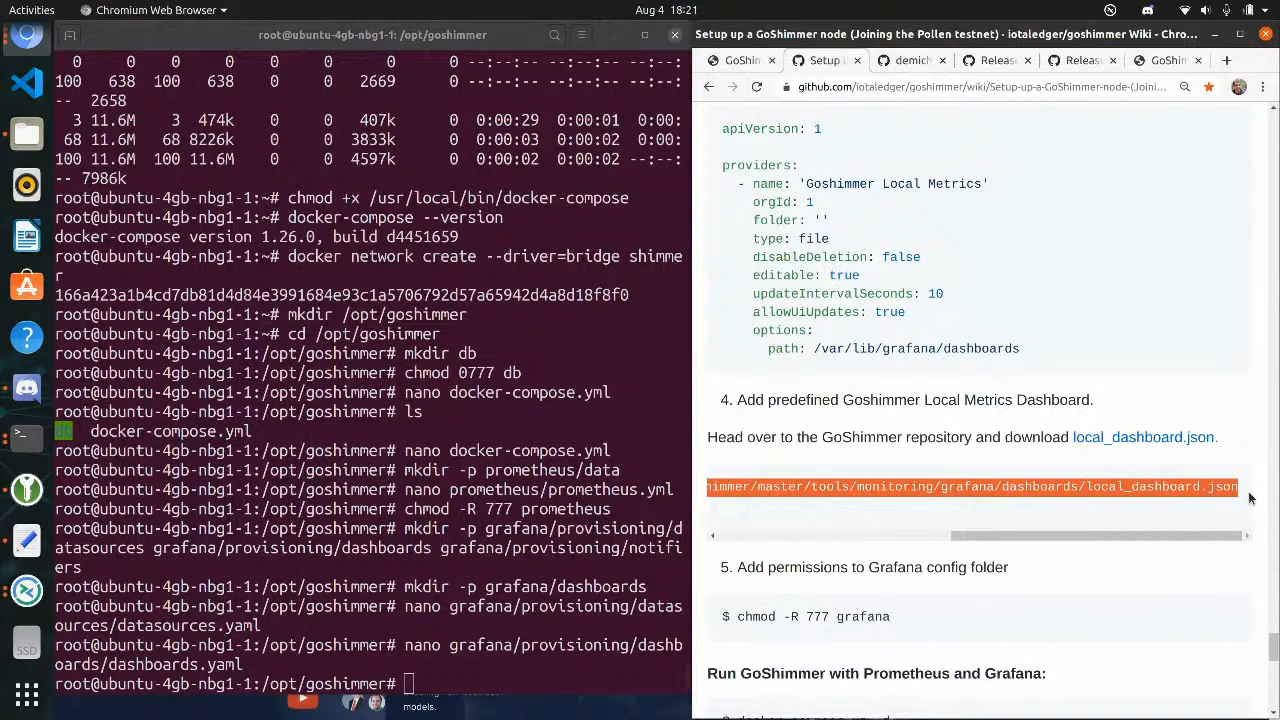 Activities
Chromium Web Browser
Aug 4 18:21
root@ubuntu-4gb-nbg1-1: /opt/goshimmer
0 0 0 0 0 0 0 0 --:--:-- --:--:-- --:--:--
100 638 100 638 0 0 2669 0 --:--:-- --:--:-- --:--:
-- 2658
3 11.6M 3 474k 0 0 407k 0 0:00:29 0:00:01 0:00:
68 11.6M 68 8226k 0 0 3833k 0 0:00:03 0:00:02 0:00:
100 11.6M 100 11.6M 0 0 4597k 0 0:00:02 0:00:02 --:--:
-- 7986k
root@ubuntu-4gb-nbg1-1:~# chmod +x /usr/local/bin/docker-compose
root@ubuntu-4gb-nbg1-1:~# docker-compose --version
docker-compose version 1.26.0, build d4451659
root@ubuntu-4gb-nbg1-1:~# docker network create --driver=bridge shimme
r
166a423a1b4cd7db81d4d84e3991684e93c1a5706792d57a65942d4a8d18f8f0
root@ubuntu-4gb-nbg1-1:~# mkdir /opt/goshimmer
root@ubuntu-4gb-nbg1-1:~# cd /opt/goshimmer
root@ubuntu-4gb-nbg1-1:/opt/goshimmer# mkdir db
root@ubuntu-4gb-nbg1-1:/opt/goshimmer# chmod 0777 db
root@ubuntu-4gb-nbg1-1:/opt/goshimmer# nano docker-compose.yml
root@ubuntu-4gb-nbg1-1:/opt/goshimmer# ls
db docker-compose.yml
root@ubuntu-4gb-nbg1-1:/opt/goshimmer# nano docker-compose.yml
root@ubuntu-4gb-nbg1-1:/opt/goshimmer# mkdir -p prometheus/data
root@ubuntu-4gb-nbg1-1:/opt/goshimmer# nano prometheus/prometheus.yml
root@ubuntu-4gb-nbg1-1:/opt/goshimmer# chmod -R 777 prometheus
root@ubuntu-4gb-nbg1-1:/opt/goshimmer# mkdir -p grafana/provisioning/d
atasources grafana/provisioning/dashboards grafana/provisioning/notifi
ers
root@ubuntu-4gb-nbg1-1:/opt/goshimmer# mkdir -p grafana/dashboards
root@ubuntu-4gb-nbg1-1:/opt/goshimmer# nano grafana/provisioning/datas
ources/datasources.yaml
root@ubuntu-4gb-nbg1-1:/opt/goshimmer# nano grafana/provisioning/dashb
oards/dashboards.yaml
root@ubuntu-4gb-nbg1-1:/opt/goshimmer#
SSD
models.
Setup up a GoShimmer node (Joining the Pollen testnet) · iotaledger/goshimmer Wiki - Chro...
GoShim
Setup
demich
Release
Release
GoShim
github.com/iotaledger/goshimmer/wiki/Setup-up-a-GoShimmer-node-(Joini...
apiVersion: 1
providers:
- name: 'Goshimmer Local Metrics'
orgId: 1
folder: ''
type: file
disableDeletion: false
editable: true
updateIntervalSeconds: 10
allowUiUpdates: true
options:
path: /var/lib/grafana/dashboards
4. Add predefined Goshimmer Local Metrics Dashboard.
Head over to the GoShimmer repository and download local_dashboard.json.
himmer/master/tools/monitoring/grafana/dashboards/local_dashboard.json
5. Add permissions to Grafana config folder
$ chmod -R 777 grafana
Run GoShimmer with Prometheus and Grafana: